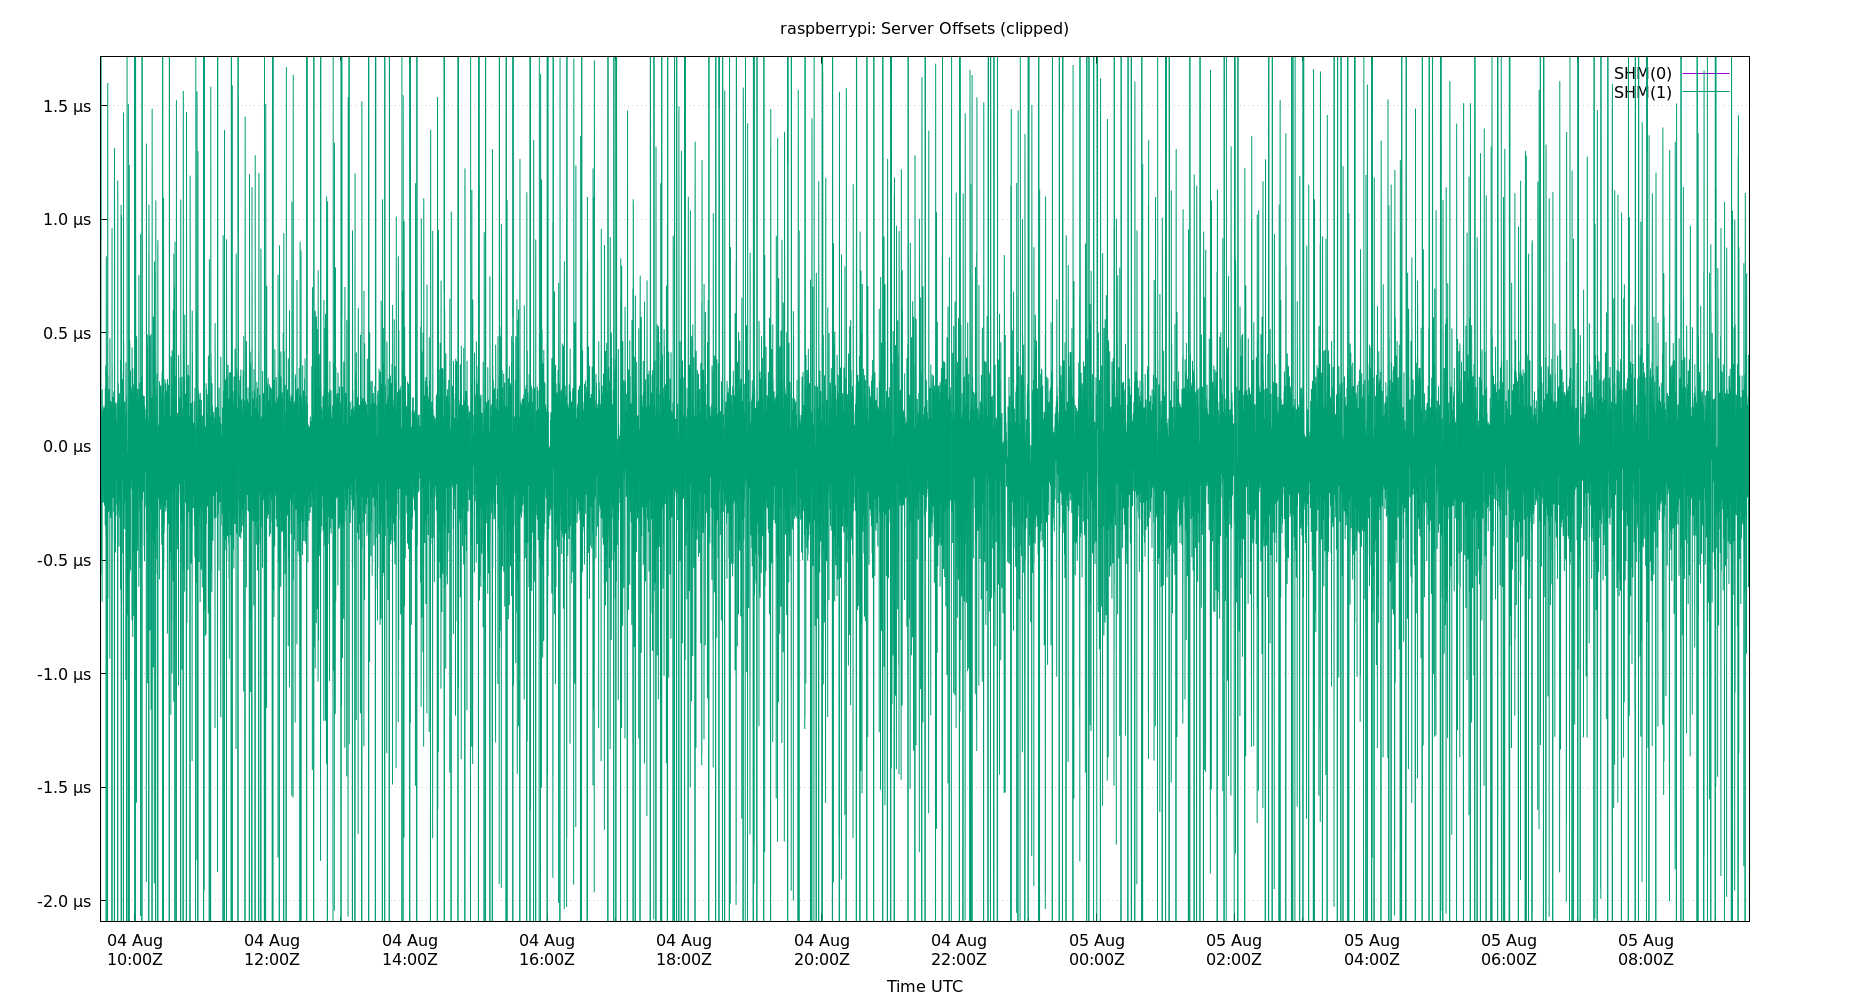 raspberrypi: Server Offsets (clipped)
SHM(0)
SHM(1)
1.5 µs
1.0 µs
0.5 µs
0.0 µs
-0.5 µs
-1.0 µs
-1.5 µs
-2.0 µs
04 Aug 04 Aug 04 Aug 04 Aug 04 Aug 04 Aug 04 Aug 05 Aug 05 Aug 05 Aug 05 Aug 05 Aug
10:00Z 12:00Z 14:00Z 16:00Z 18:00Z 20:00Z 22:00Z 00:00Z 02:00Z 04:00Z 06:00Z 08:00Z
Time UTC